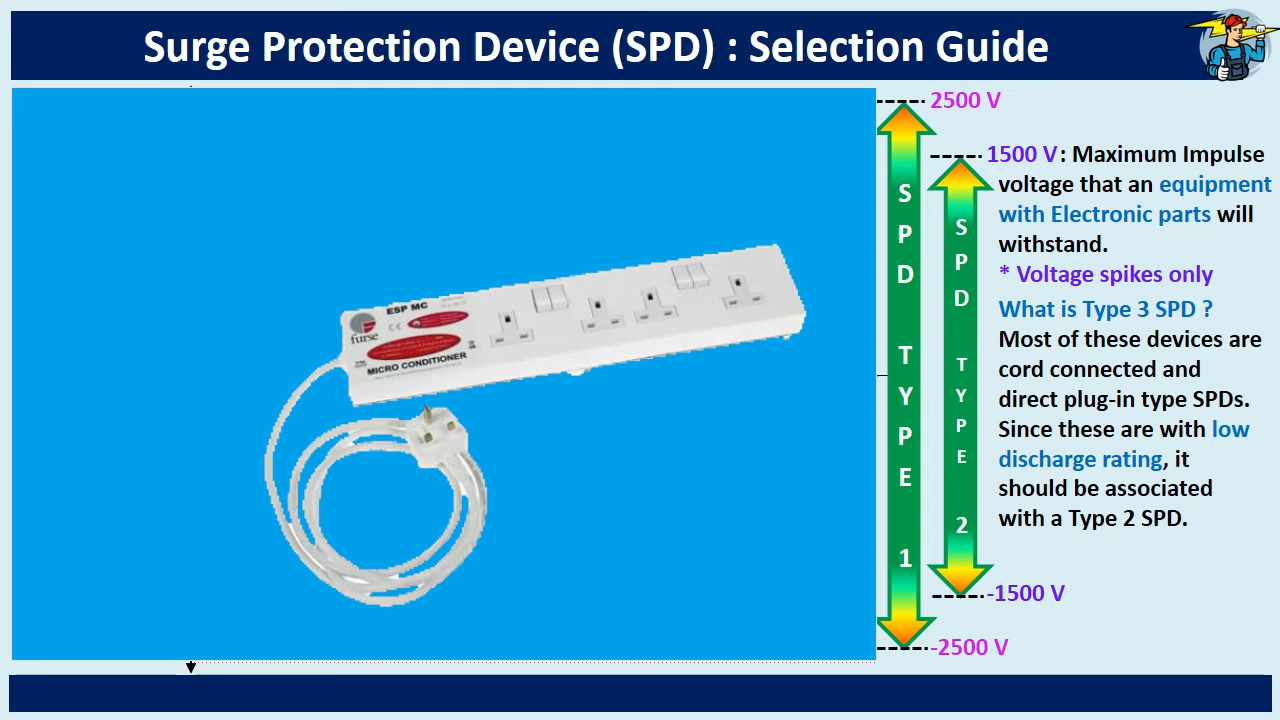 Surge Protection Device (SPD) : Selection Guide
2500 V
1500 V : Maximum Impulse
voltage that an equipment
with Electronic parts will
withstand.
* Voltage spikes only
What is Type 3 SPD ?
Most of these devices are
cord connected and
direct plug-in type SPDs.
Since these are with low
discharge rating, it
should be associated
with a Type 2 SPD.
-1500 V
-2500 V
SPD TYPE 1
SPD TYPE 2
ESP MC
furse
CE
MICRO CONDITIONER